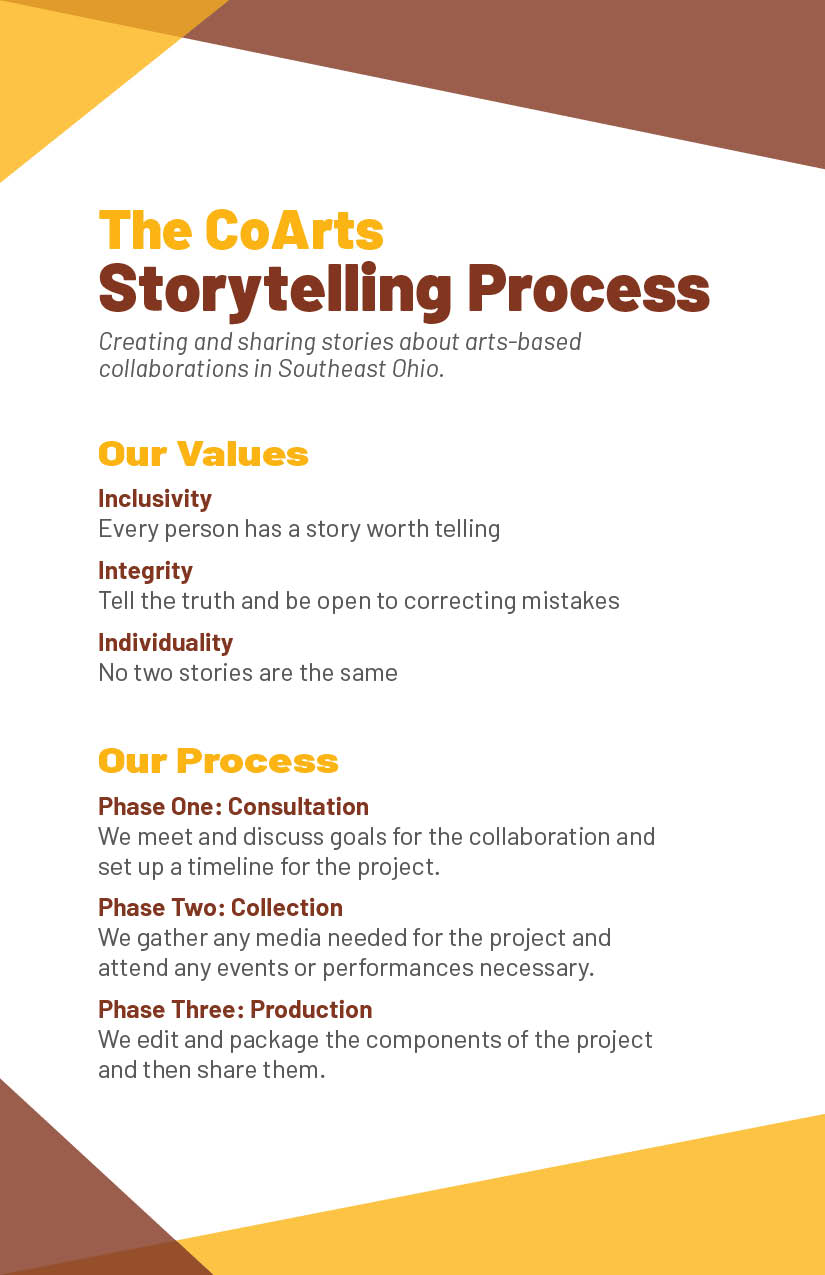 The CoArts
Storytelling Process
Creating and sharing stories about arts-based
collaborations in Southeast Ohio.
Our Values
Inclusivity
Every person has a story worth telling
Integrity
Tell the truth and be open to correcting mistakes
Individuality
No two stories are the same
Our Process
Phase One: Consultation
We meet and discuss goals for the collaboration and
set up a timeline for the project.
Phase Two: Collection
We gather any media needed for the project and
attend any events or performances necessary.
Phase Three: Production
We edit and package the components of the project
and then share them.